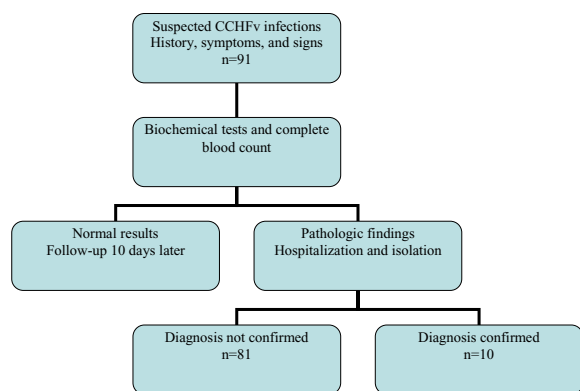 Suspected CCHFv infections
History, symptoms, and signs
n=91
Biochemical tests and complete
blood count
Normal results
Follow-up 10 days later
Pathologic findings
Hospitalization and isolation
Diagnosis not confirmed
n=81
Diagnosis confirmed
n=10